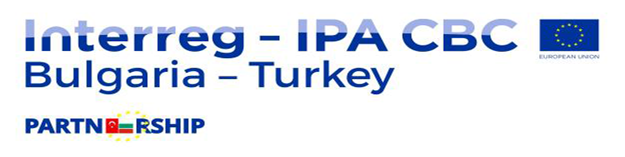 Interreg – IPA CBC
EUROPEAN UNION
Bulgaria – Turkey
PARTNERSHIP